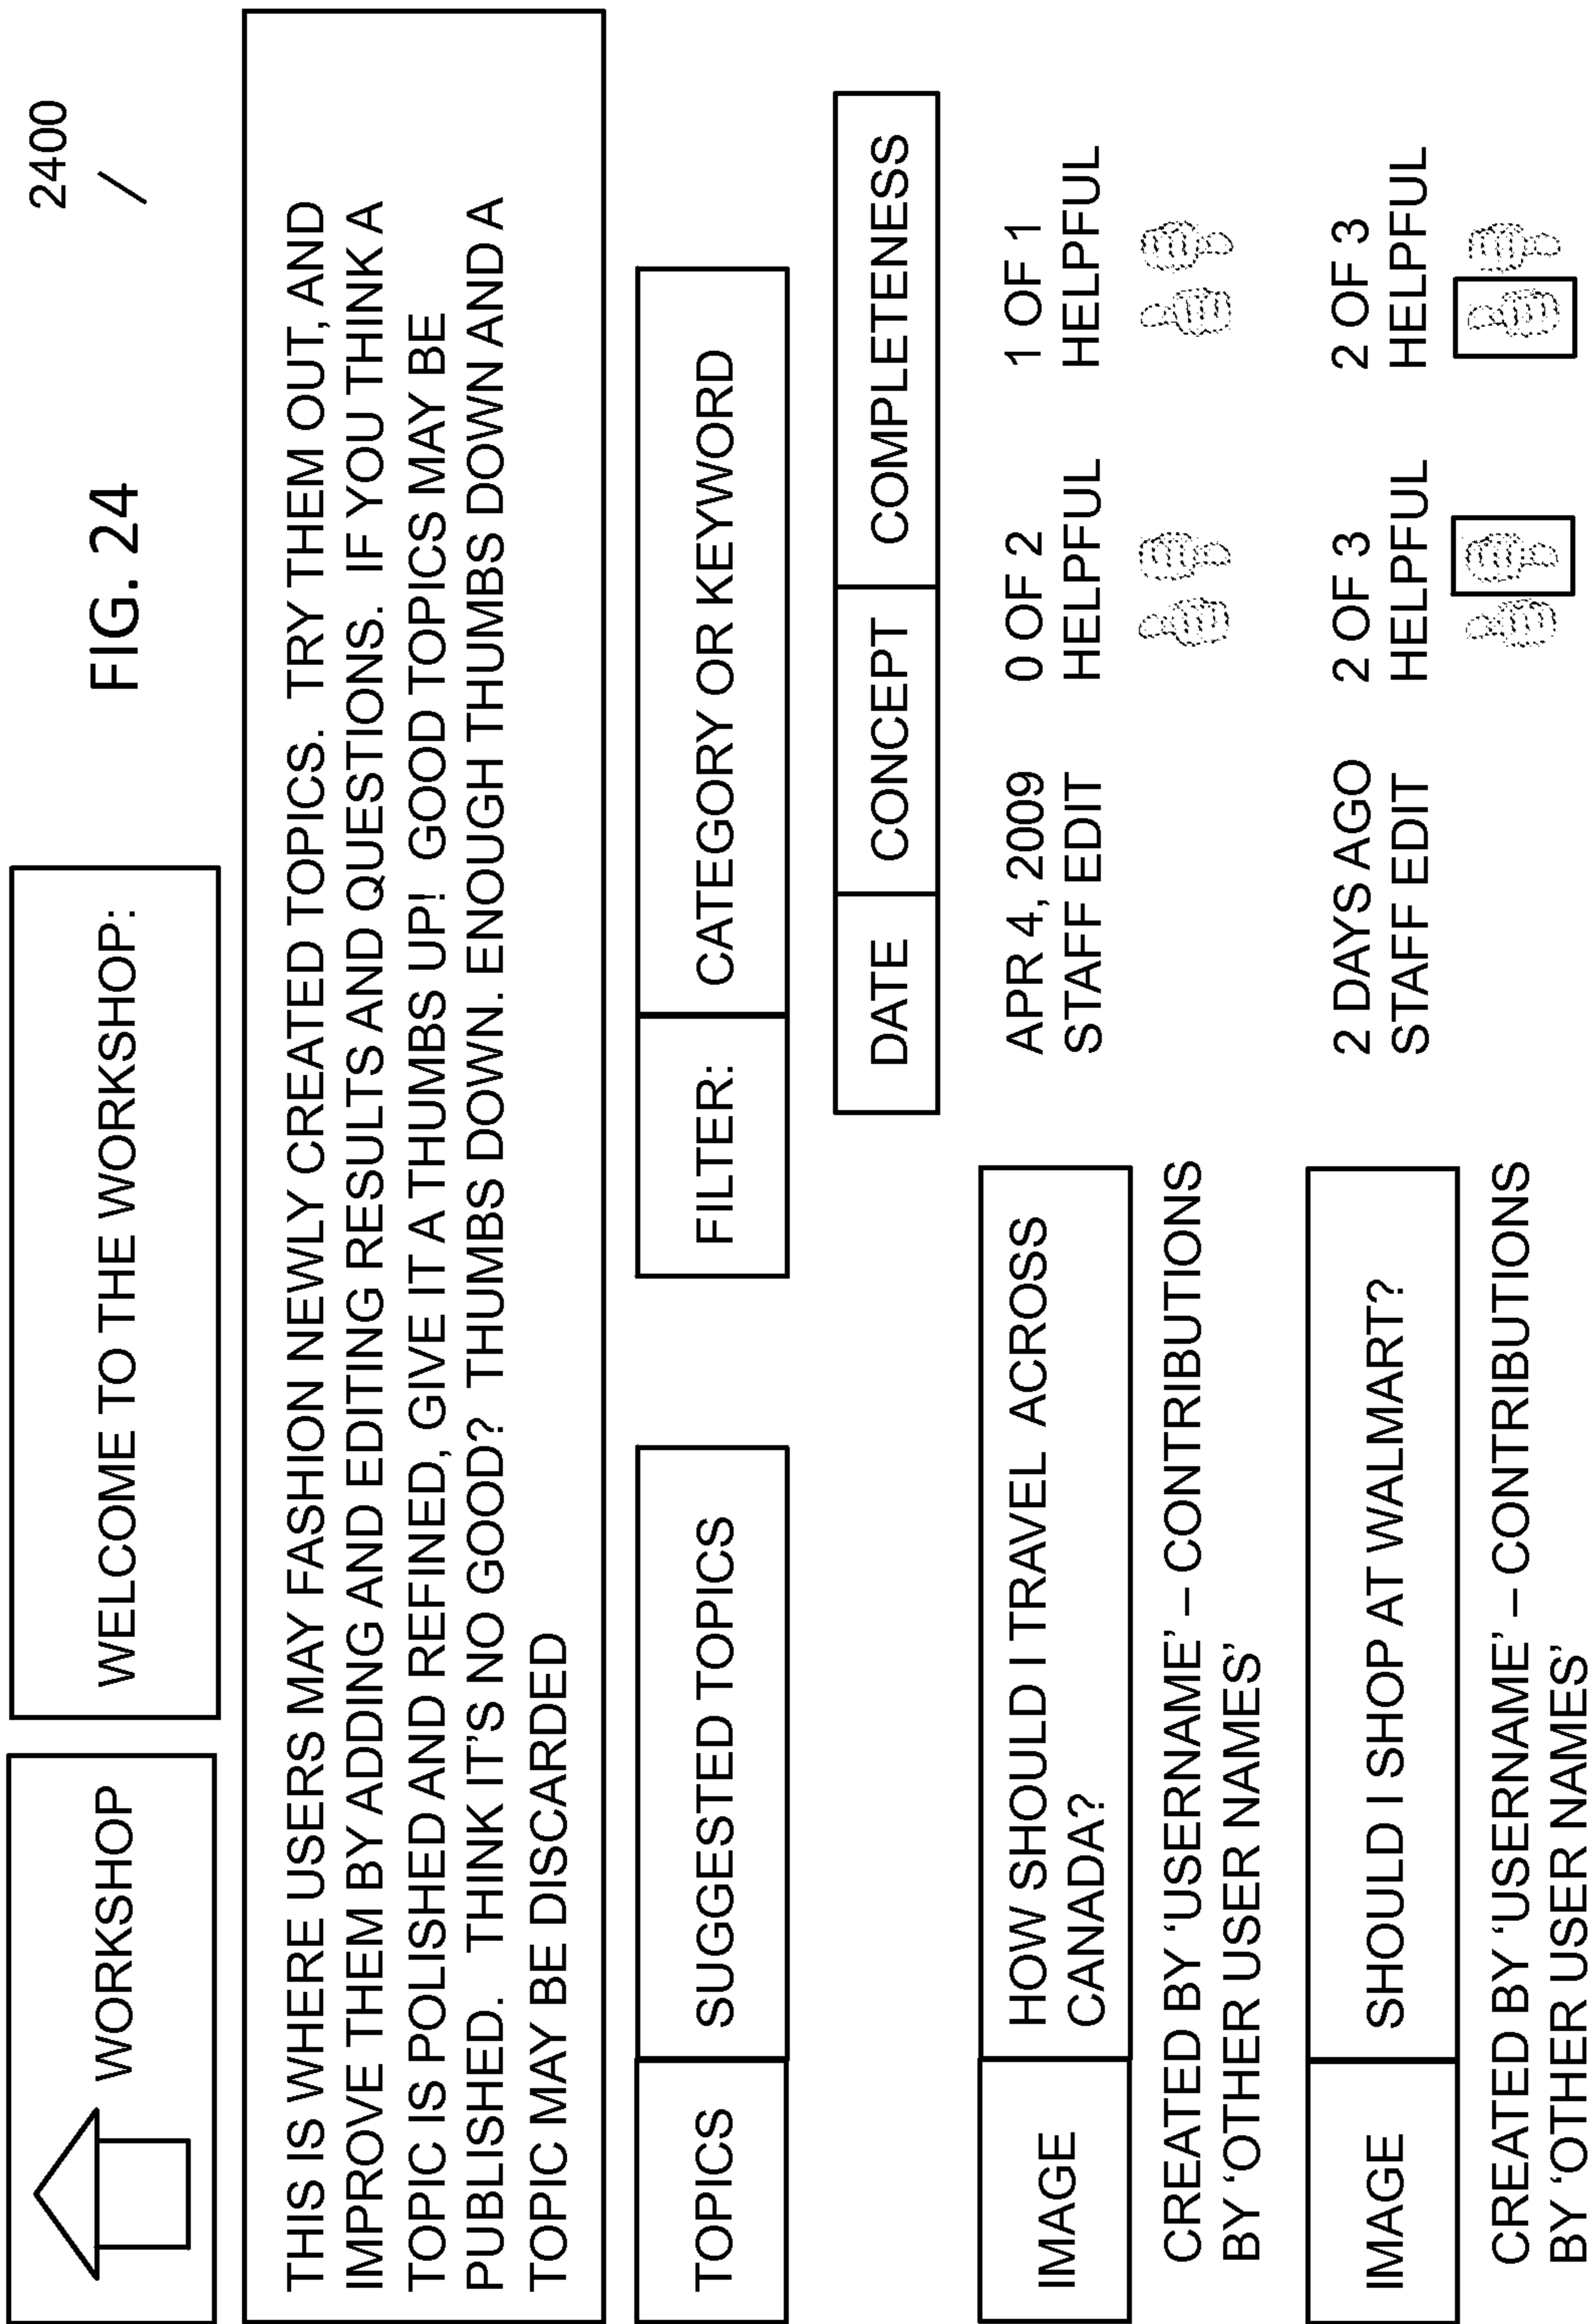 2400
FIG. 24
WORKSHOP
WELCOME TO THE WORKSHOP:
THIS IS WHERE USERS MAY FASHION NEWLY CREATED TOPICS. TRY THEM OUT, AND
IMPROVE THEM BY ADDING AND EDITING RESULTS AND QUESTIONS. IF YOU THINK A
TOPIC IS POLISHED AND REFINED, GIVE IT A THUMBS UP! GOOD TOPICS MAY BE
PUBLISHED. THINK IT'S NO GOOD? THUMBS DOWN. ENOUGH THUMBS DOWN AND A
TOPIC MAY BE DISCARDED
TOPICS
SUGGESTED TOPICS
FILTER:
CATEGORY OR KEYWORD
DATE
CONCEPT
COMPLETENESS
IMAGE
HOW SHOULD I TRAVEL ACROSS
CANADA?
APR 4, 2009
STAFF EDIT
0 OF 2
HELPFUL
1 OF 1
HELPFUL
CREATED BY ‘USERNAME’ – CONTRIBUTIONS
BY ‘OTHER USER NAMES’
IMAGE
SHOULD I SHOP AT WALMART?
2 DAYS AGO
STAFF EDIT
2 OF 3
HELPFUL
2 OF 3
HELPFUL
CREATED BY ‘USERNAME’ – CONTRIBUTIONS
BY ‘OTHER USER NAMES’